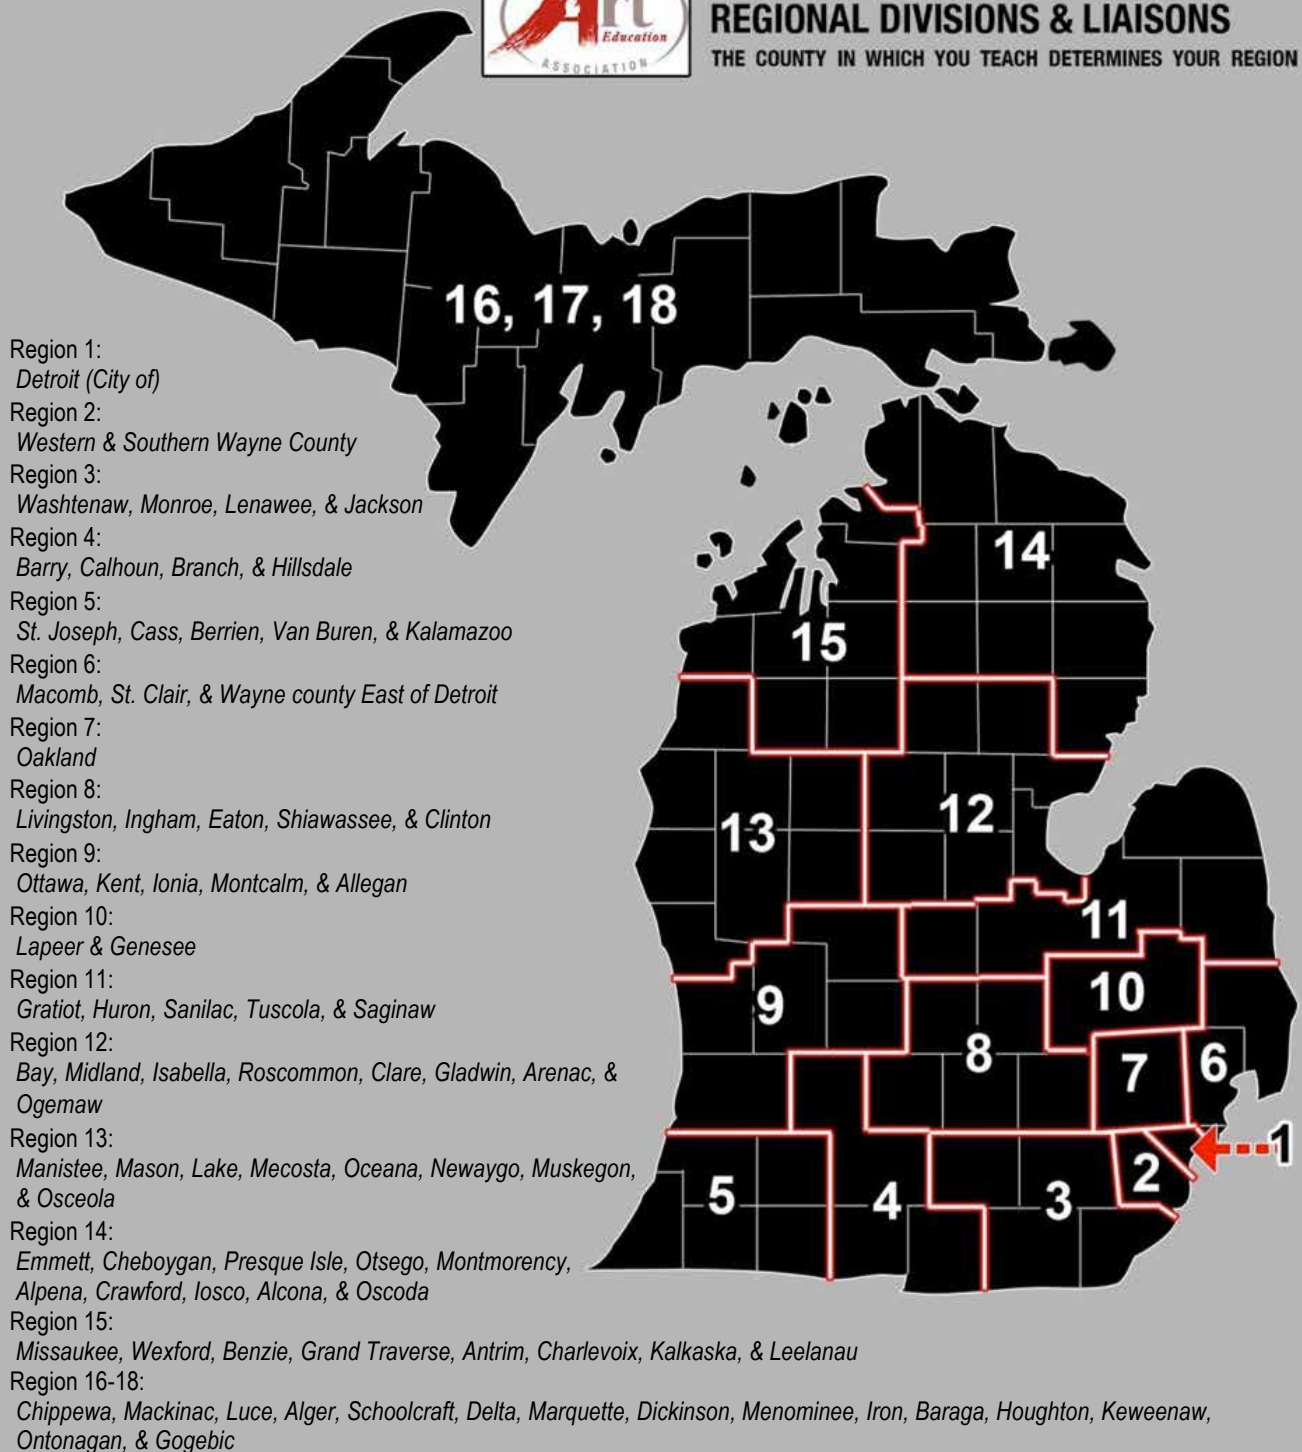 Art
Education
ASSOCIATION
REGIONAL DIVISIONS & LIAISONS
THE COUNTY IN WHICH YOU TEACH DETERMINES YOUR REGION
16, 17, 18
Region 1:
Detroit (City of)
Region 2:
Western & Southern Wayne County
Region 3:
Washtenaw, Monroe, Lenawee, & Jackson
Region 4:
Barry, Calhoun, Branch, & Hillsdale
Region 5:
St. Joseph, Cass, Berrien, Van Buren, & Kalamazoo
Region 6:
Macomb, St. Clair, & Wayne county East of Detroit
Region 7:
Oakland
Region 8:
Livingston, Ingham, Eaton, Shiawassee, & Clinton
Region 9:
Ottawa, Kent, Ionia, Montcalm, & Allegan
Region 10:
Lapeer & Genesee
Region 11:
Gratiot, Huron, Sanilac, Tuscola, & Saginaw
Region 12:
Bay, Midland, Isabella, Roscommon, Clare, Gladwin, Arenac, &
Ogemaw
Region 13:
Manistee, Mason, Lake, Mecosta, Oceana, Newaygo, Muskegon,
& Osceola
Region 14:
Emmett, Cheboygan, Presque Isle, Otsego, Montmorency,
Alpena, Crawford, Iosco, Alcona, & Oscoda
Region 15:
Missaukee, Wexford, Benzie, Grand Traverse, Antrim, Charlevoix, Kalkaska, & Leelanau
Region 16-18:
Chippewa, Mackinac, Luce, Alger, Schoolcraft, Delta, Marquette, Dickinson, Menominee, Iron, Baraga, Houghton, Keweenaw,
Ontonagan, & Gogebic
14
15
12
13
11
10
9
8
7
6
1
2
5
4
3